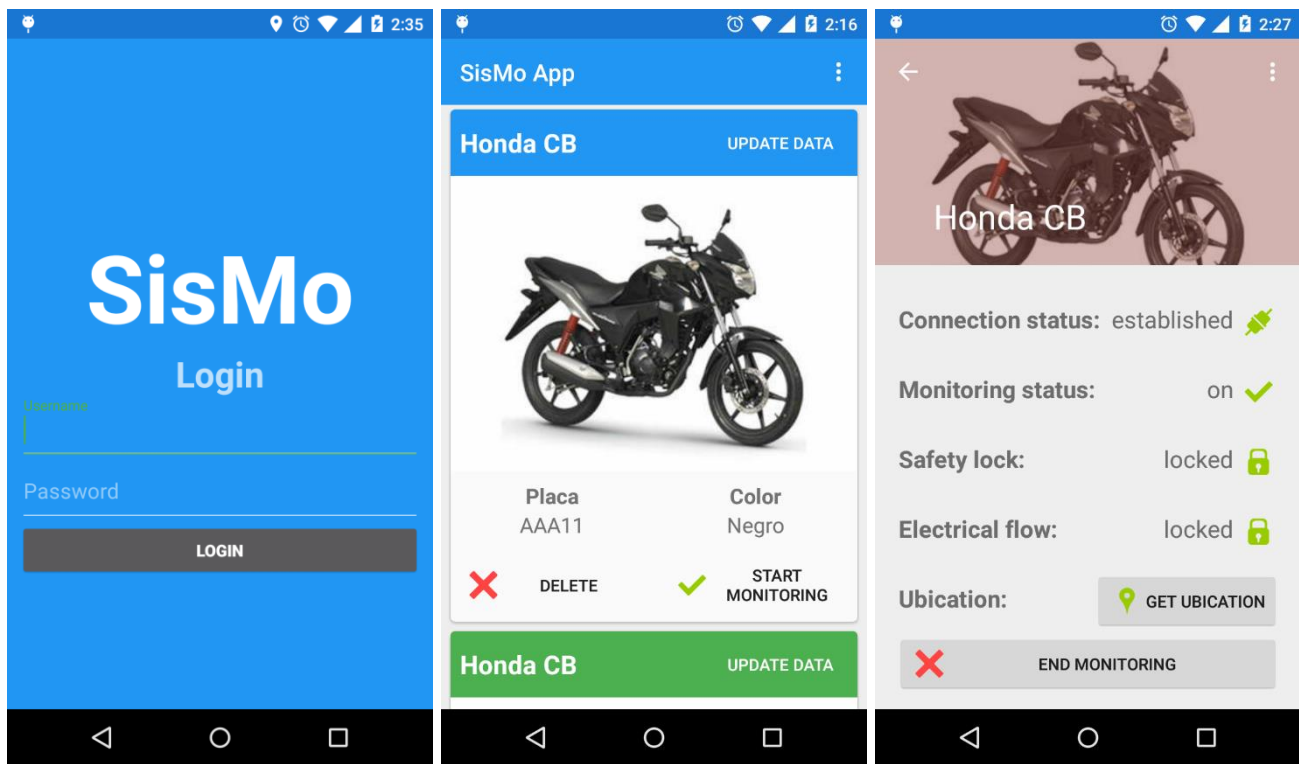 2:35
SisMo
Login
Username
Password
LOGIN
2:16
SisMo App
Honda CB
UPDATE DATA
Placa
Color
AAA11
Negro
DELETE
START
MONITORING
Honda CB
UPDATE DATA
2:27
Honda CB
Connection status: established
Monitoring status: on
Safety lock: locked
Electrical flow: locked
Ubication: GET UBICATION
END MONITORING